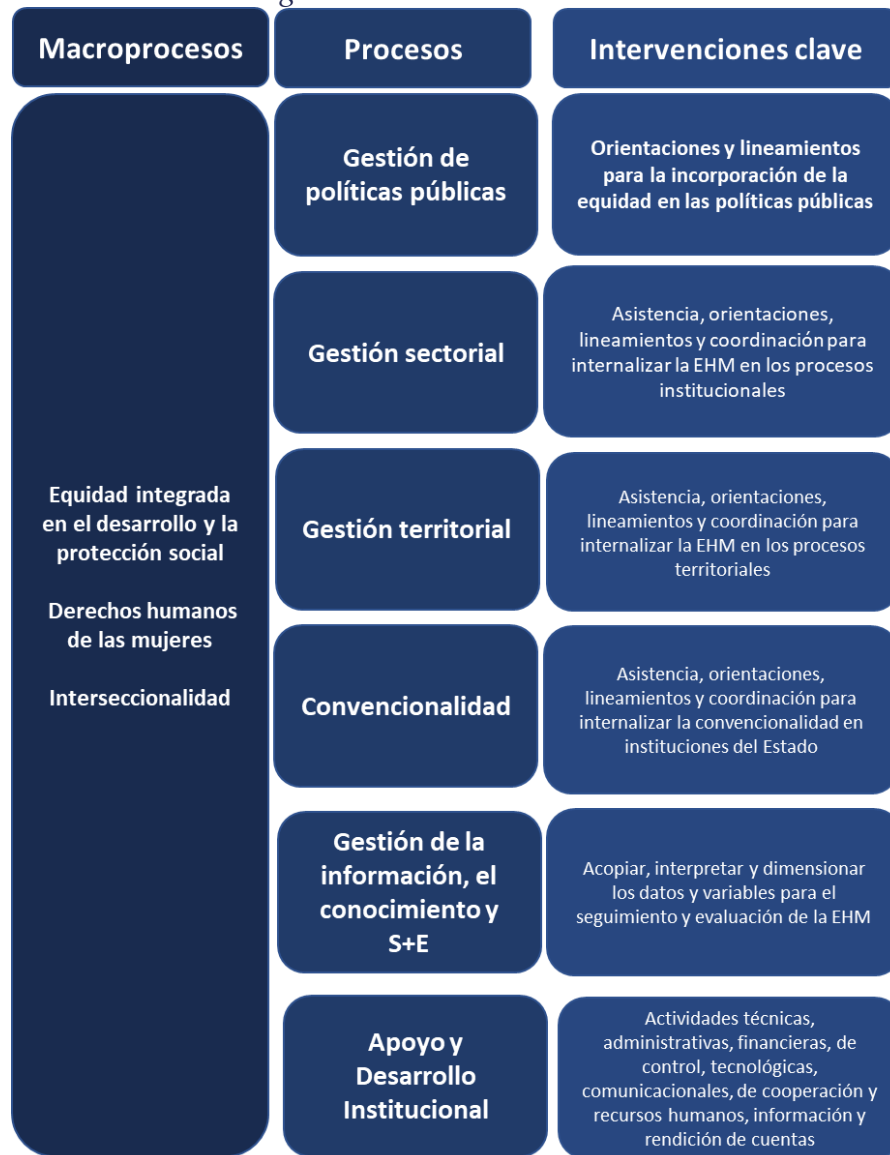 Macroprocesos
Procesos
Intervenciones clave
Equidad integrada
en el desarrollo y la
protección social
Derechos humanos
de las mujeres
Interseccionalidad
Gestión de
políticas públicas
Orientaciones y lineamientos
para la incorporación de la
equidad en las políticas públicas
Gestión sectorial
Asistencia, orientaciones,
lineamientos y coordinación para
internalizar la EHM en los procesos
institucionales
Gestión territorial
Asistencia, orientaciones,
lineamientos y coordinación para
internalizar la EHM en los procesos
territoriales
Convencionalidad
Asistencia, orientaciones,
lineamientos y coordinación para
internalizar la convencionalidad en
instituciones del Estado
Gestión de la
información, el
conocimiento y
S+E
Acopiar, interpretar y dimensionar
los datos y variables para el
seguimiento y evaluación de la EHM
Apoyo y
Desarrollo
Institucional
Actividades técnicas,
administrativas, financieras, de
control, tecnológicas,
comunicacionales, de cooperación y
recursos humanos, información y
rendición de cuentas